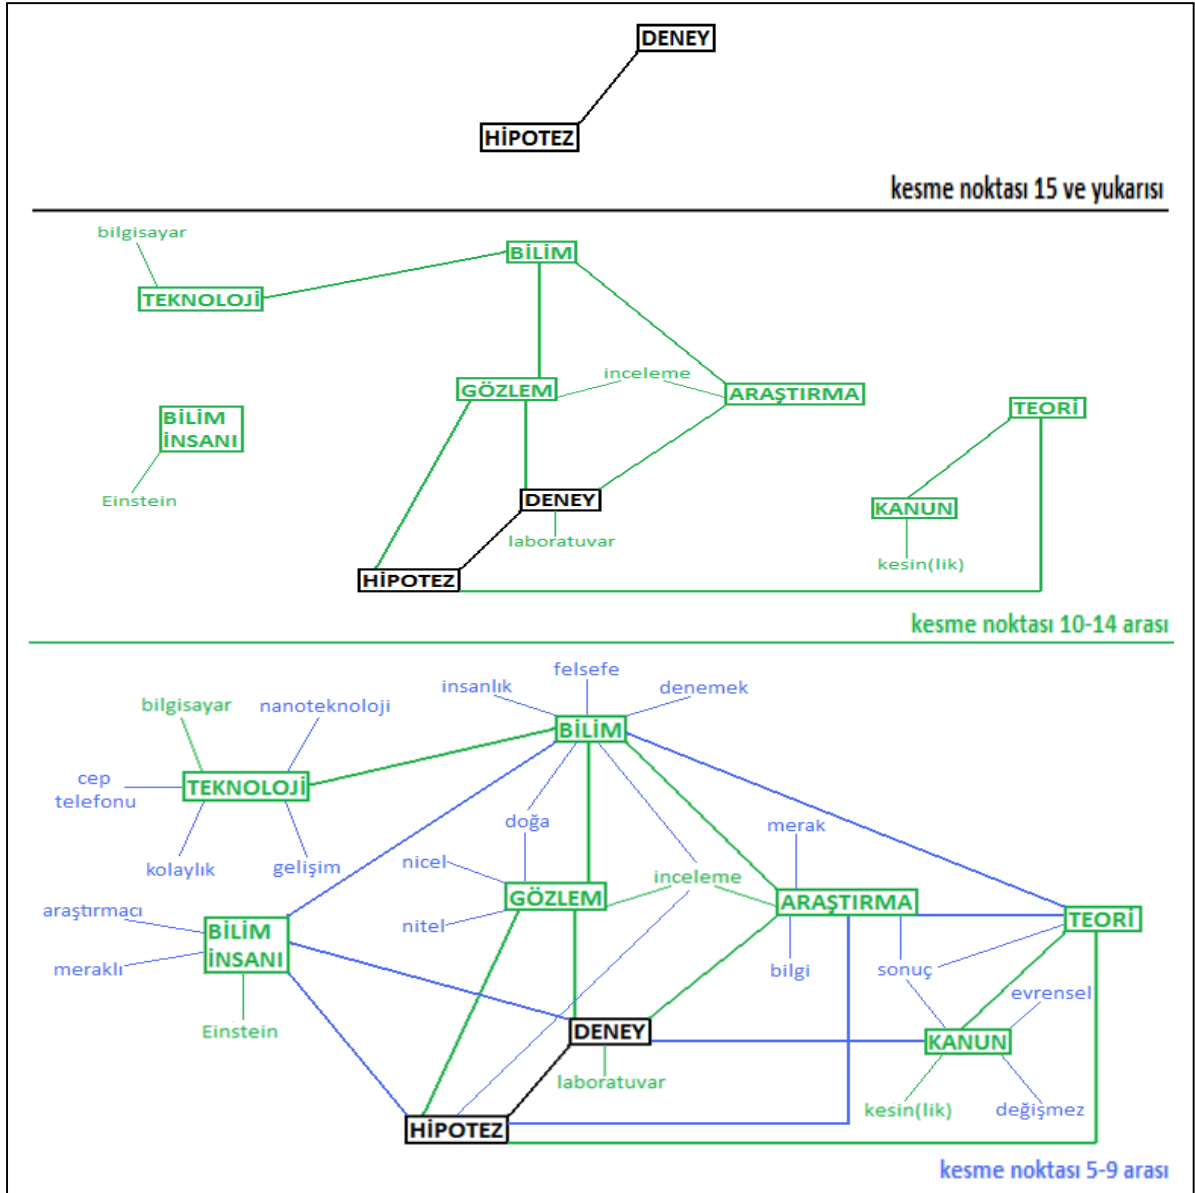 DENEY
HİPOTEZ
kesme noktası 15 ve yukarısı
bilgisayar
BİLİM
TEKNOLOJİ
inceleme
GÖZLEM
ARAŞTIRMA
BİLİM
İNSANI
TEORİ
Einstein
DENEY
KANUN
laboratuvar
kesin(lik)
HİPOTEZ
kesme noktası 10-14 arası
felsefe
insanlık
denemek
bilgisayar
nanoteknoloji
BİLİM
cep
telefonu
TEKNOLOJİ
doğa
merak
kolaylık
gelişim
nicel
inceleme
GÖZLEM
ARAŞTIRMA
araştırmacı
TEORİ
nitel
BİLİM
İNSANI
meraklı
bilgi
sonuç
evrensel
Einstein
DENEY
KANUN
laboratuvar
kesin(lik)
değişmez
HİPOTEZ
kesme noktası 5-9 arası